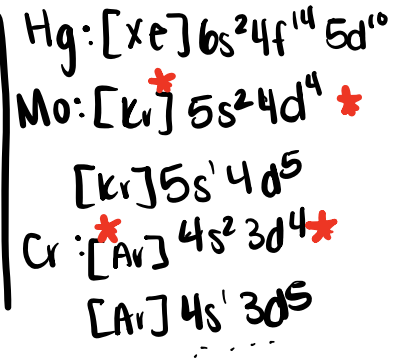 Hg: [Xe] 6s² 4f¹⁴ 5d¹⁰
Mo: [Kr] 5s² 4d⁴
[Kr] 5s¹ 4d⁵
Cr: [Ar] 4s² 3d⁴
[Ar] 4s¹ 3d⁵